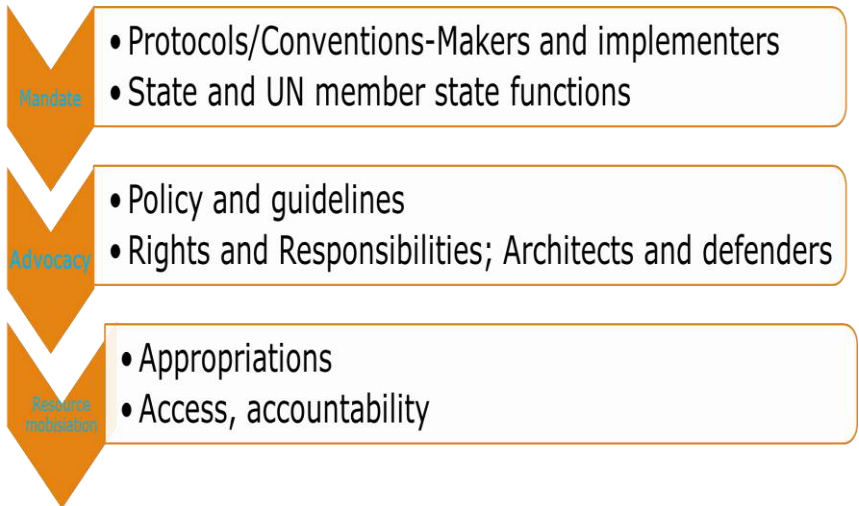 Mandate
• Protocols/Conventions-Makers and implementers
• State and UN member state functions
Advocacy
• Policy and guidelines
• Rights and Responsibilities; Architects and defenders
Resource
mobisiation
• Appropriations
• Access, accountability